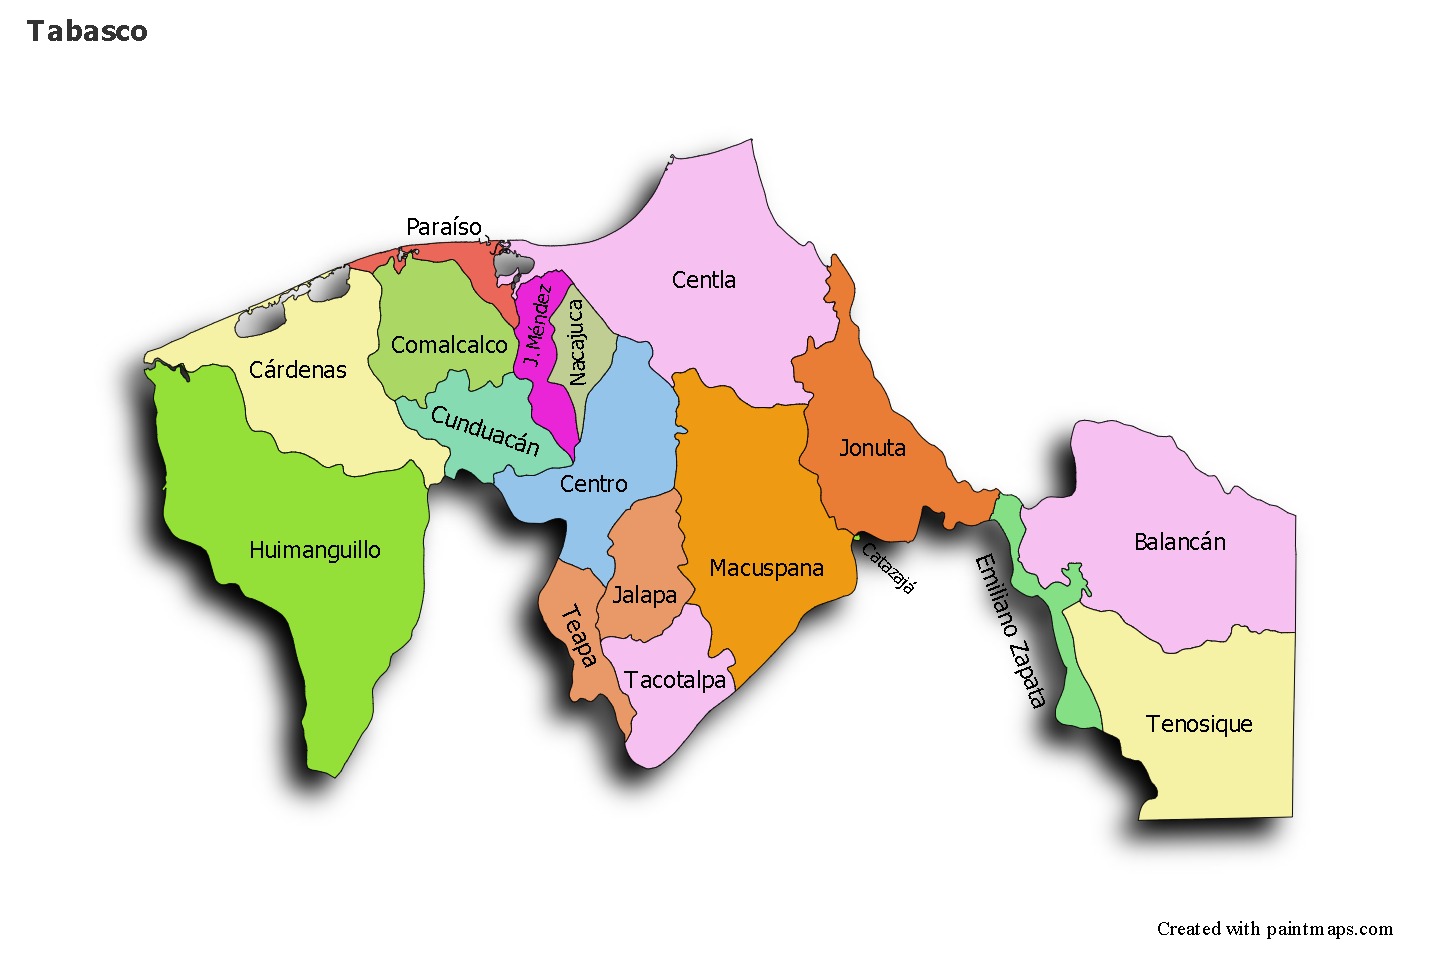 Tabasco
Paraíso
Centla
J.Méndez
Nacajuca
Comalcalco
Cárdenas
Cunduacán
Jonuta
Centro
Balancán
Huimanguillo
Catazajá
Macuspana
Jalapa
Emiliano Zapata
Teapa
Tacotalpa
Tenosique
Created with paintmaps.com